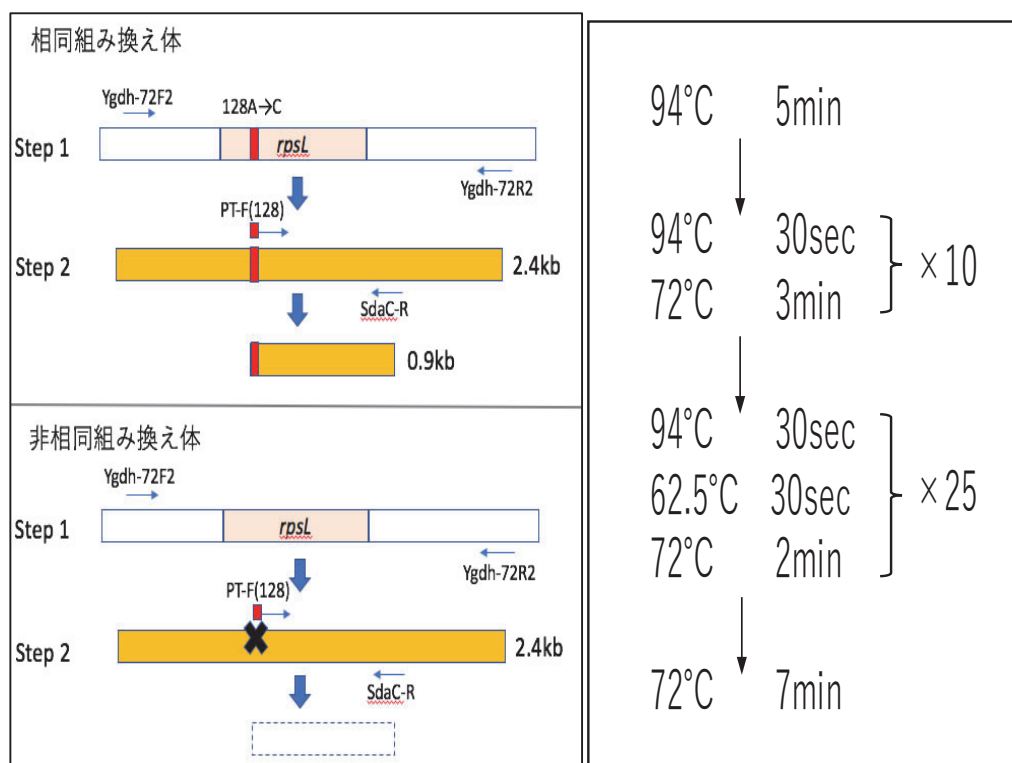 相同組み換え体
Ygdh-72F2
128A→C
Step 1
rpsL
Ygdh-72R2
PT-F(128)
Step 2
2.4kb
SdaC-R
0.9kb
非相同組み換え体
Ygdh-72F2
Step 1
rpsL
Ygdh-72R2
PT-F(128)
Step 2
2.4kb
SdaC-R
94°C 5min
94°C 30sec
×10
72°C 3min
94°C 30sec
62.5°C 30sec
×25
72°C 2min
72°C 7min